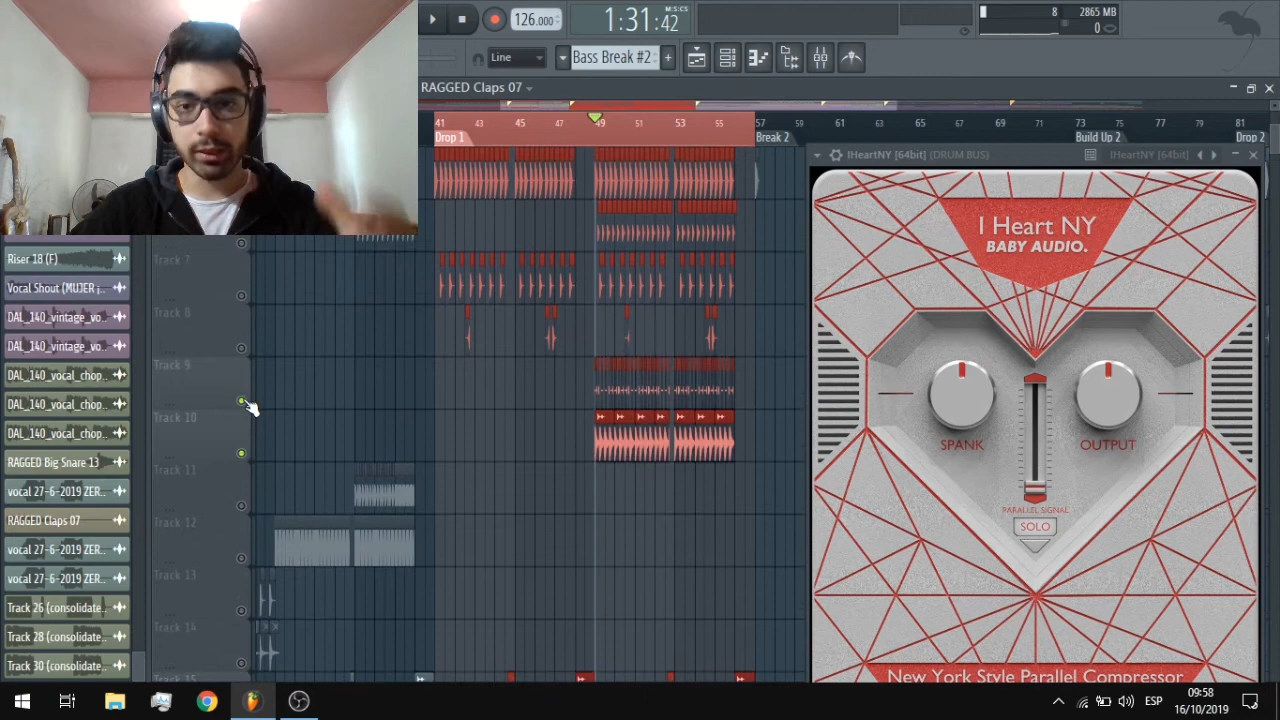 126.000
1:31:42
M:S:CS
8
2865 MB
0
Line
Bass Break #2
+
RAGGED Claps 07
41
43
45
47
49
51
53
55
57
59
61
63
65
67
69
71
73
75
77
79
81
Drop 1
Break 2
Build Up 2
Drop 2
IHeartNY [64bit] (DRUM BUS)
IHeartNY [64bit]
Riser 18 (F)
Vocal Shout (MUJER ¡..
DAL_140_vintage_vo..
DAL_140_vintage_vo..
DAL_140_vocal_chop..
DAL_140_vocal_chop..
DAL_140_vocal_chop..
RAGGED Big Snare 13
vocal 27-6-2019 ZER..
RAGGED Claps 07
vocal 27-6-2019 ZER..
vocal 27-6-2019 ZER..
Track 26 (consolidate..
Track 28 (consolidate..
Track 30 (consolidate..
Track 7
Track 8
Track 9
Track 10
Track 11
Track 12
Track 13
Track 14
Track 15
I Heart NY
BABY AUDIO.
SPANK
OUTPUT
PARALLEL SIGNAL
SOLO
New York Style Parallel Compressor
ESP
09:58
16/10/2019